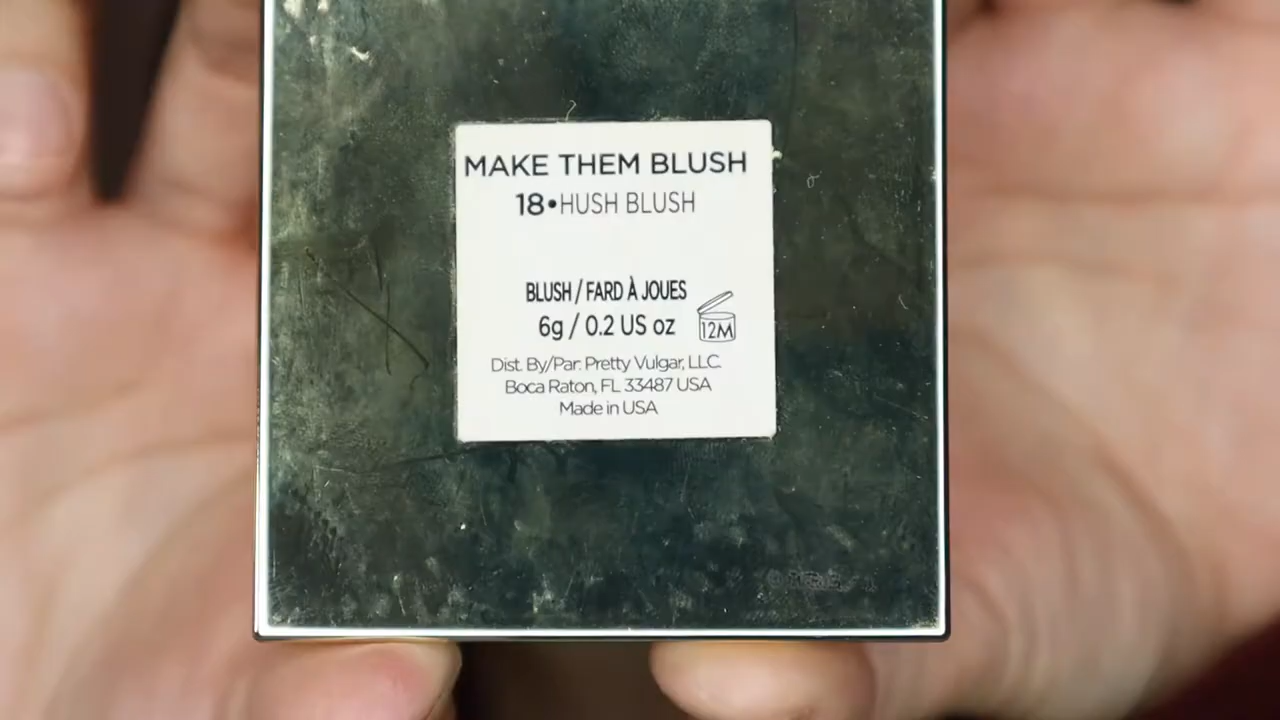 MAKE THEM BLUSH
18•HUSH BLUSH
BLUSH / FARD À JOUES
6g / 0.2 US oz
12M
Dist. By/Par: Pretty Vulgar, LLC.
Boca Raton, FL 33487 USA
Made in USA